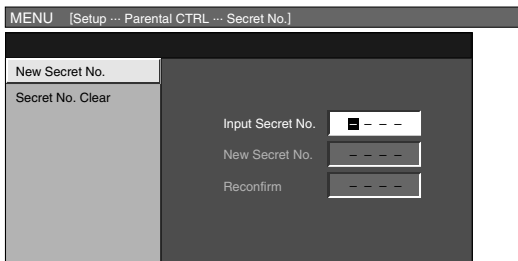 MENU [Setup ··· Parental CTRL ··· Secret No.]
New Secret No.
Secret No. Clear
Input Secret No. – – – –
New Secret No. – – – –
Reconfirm – – – –